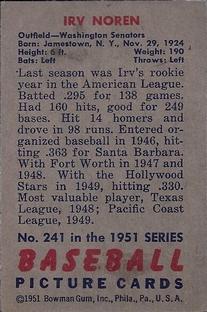 IRV NOREN
Outfield—Washington Senators
Born: Jamestown, N. Y., Nov. 29, 1924
Height: 6 ft. Weight: 190
Bats: Left Throws: Left
Last season was Irv's rookie
year in the American League.
Batted .295 for 138 games.
Had 160 hits, good for 249
bases. Hit 14 homers and
drove in 98 runs. Entered or-
ganized baseball in 1946, hit-
ting .363 for Santa Barbara.
With Fort Worth in 1947
and 1948. With the Hollywood
Stars in 1949, hitting .330.
Most valuable player, Texas
League, 1948; Pacific Coast
League, 1949.
No. 241 in the 1951 SERIES
BASEBALL
PICTURE CARDS
©1951 Bowman Gum, Inc., Phila., Pa., U. S. A.